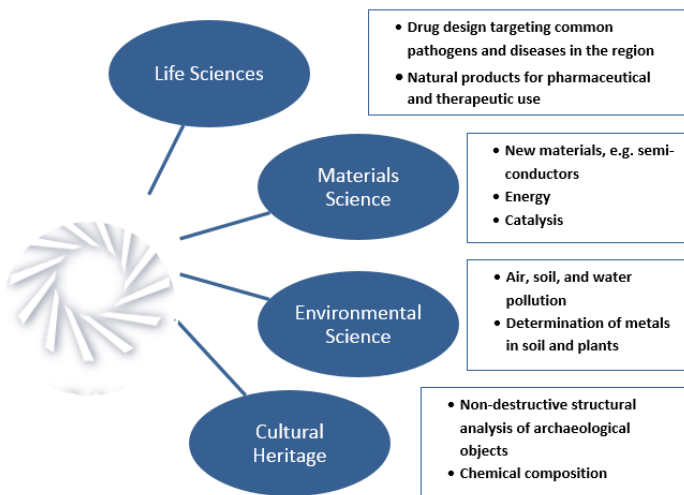 Life Sciences
• Drug design targeting common
pathogens and diseases in the region
• Natural products for pharmaceutical
and therapeutic use
Materials
Science
• New materials, e.g. semi-
conductors
• Energy
• Catalysis
Environmental
Science
• Air, soil, and water
pollution
• Determination of metals
in soil and plants
Cultural
Heritage
• Non-destructive structural
analysis of archaeological
objects
• Chemical composition